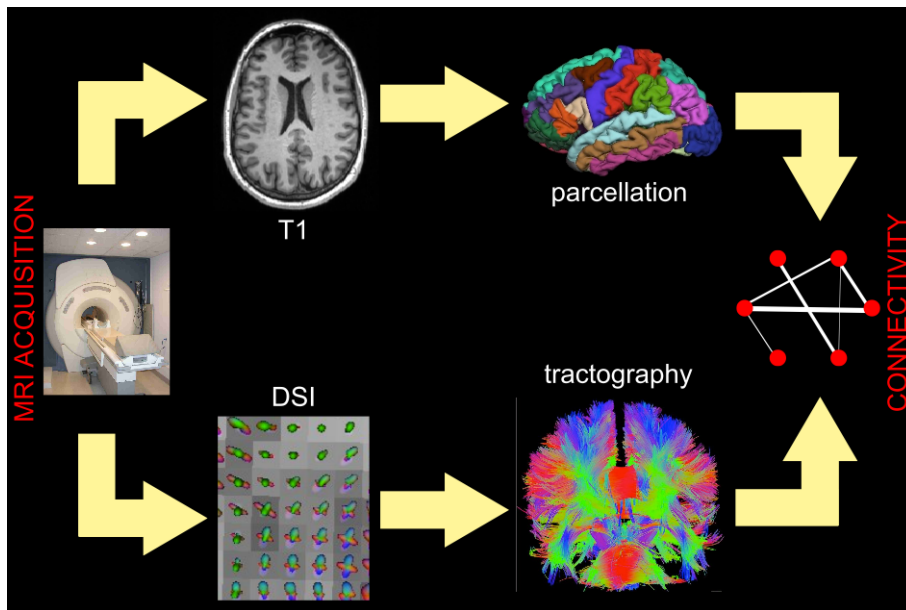 MRI ACQUISITION
T1
parcellation
DSI
tractography
CONNECTIVITY